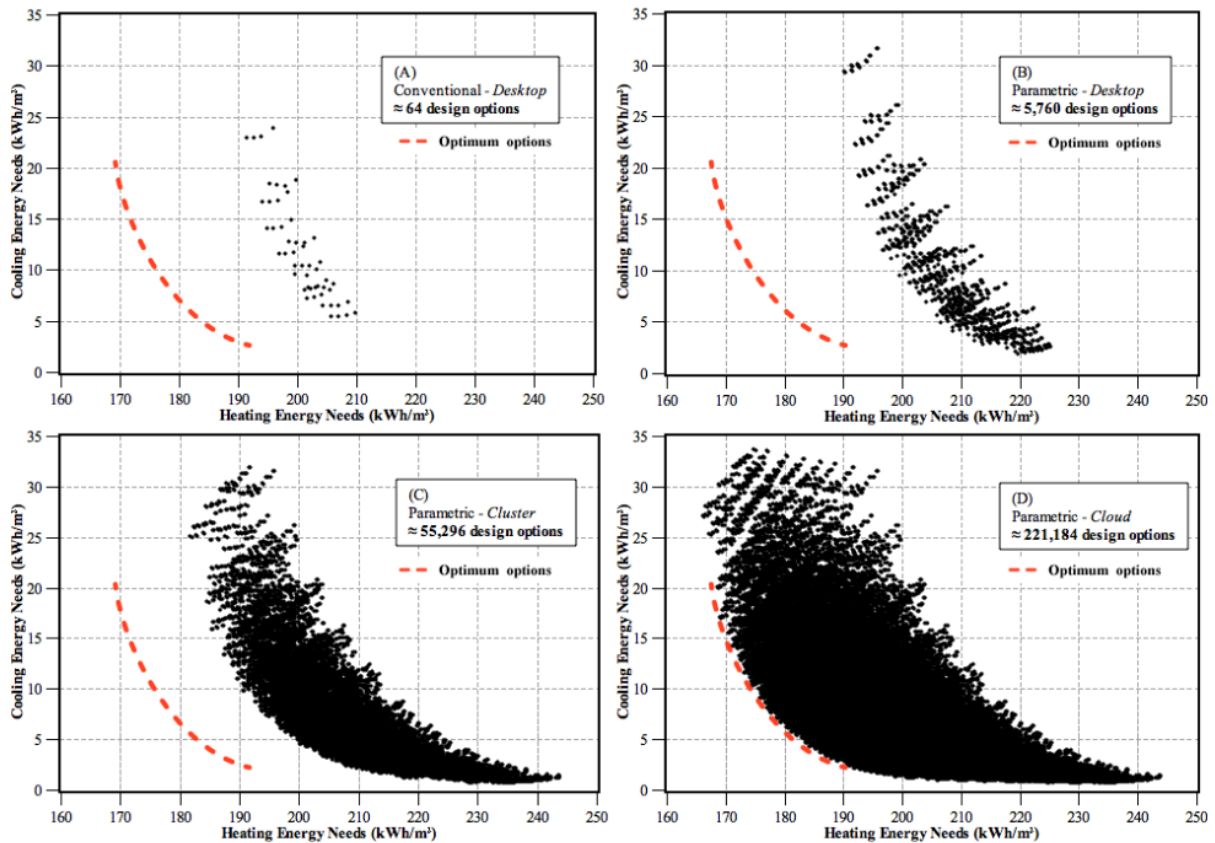 35
30
25
20
15
10
5
0
Cooling Energy Needs (kWh/m²)
(A)
Conventional - Desktop
≈ 64 design options
Optimum options
160 170 180 190 200 210 220 230 240 250
Heating Energy Needs (kWh/m²)
35
30
25
20
15
10
5
0
Cooling Energy Needs (kWh/m²)
(B)
Parametric - Desktop
≈ 5,760 design options
Optimum options
160 170 180 190 200 210 220 230 240 250
Heating Energy Needs (kWh/m²)
35
30
25
20
15
10
5
0
Cooling Energy Needs (kWh/m²)
(C)
Parametric - Cluster
≈ 55,296 design options
Optimum options
160 170 180 190 200 210 220 230 240 250
Heating Energy Needs (kWh/m²)
35
30
25
20
15
10
5
0
Cooling Energy Needs (kWh/m²)
(D)
Parametric - Cloud
≈ 221,184 design options
Optimum options
160 170 180 190 200 210 220 230 240 250
Heating Energy Needs (kWh/m²)